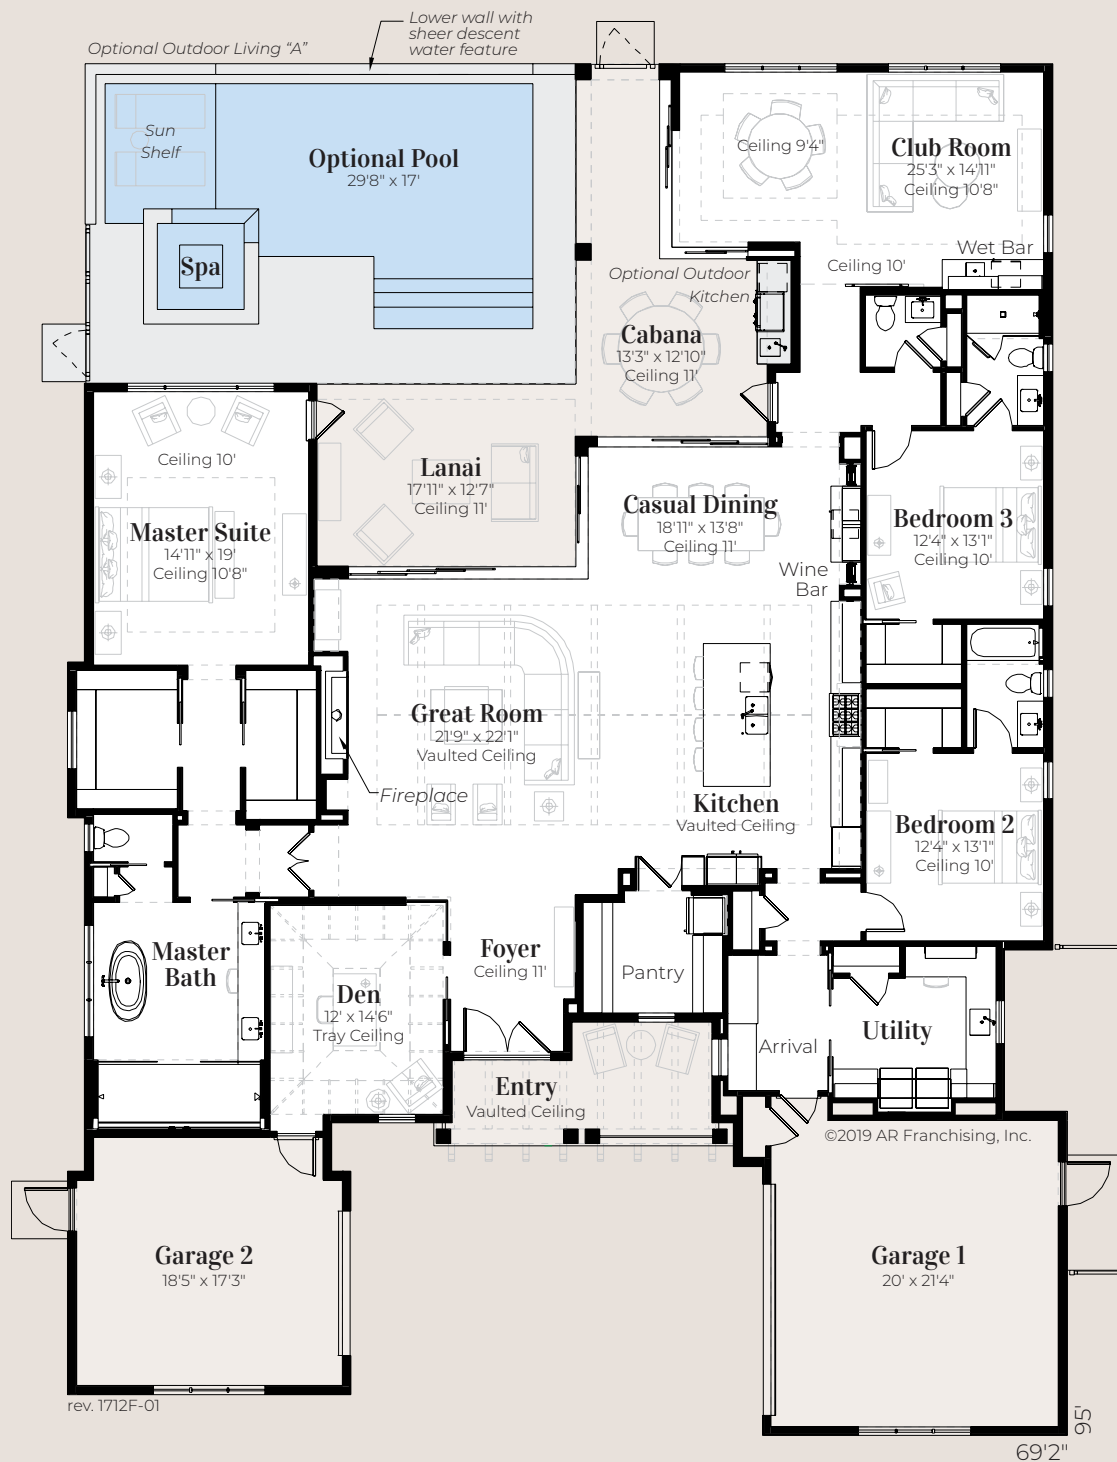 Lower wall with
sheer descent
water feature
Optional Outdoor Living “A”
Sun
Shelf
Optional Pool
29'8" x 17'
Spa
Ceiling 9'4"
Club Room
25'3" x 14'11"
Ceiling 10'8"
Wet Bar
Ceiling 10'
Optional Outdoor
Kitchen
Cabana
13'3" x 12'10"
Ceiling 11'
Ceiling 10'
Master Suite
14'11" x 19'
Ceiling 10'8"
Lanai
17'11" x 12'7"
Ceiling 11'
Casual Dining
18'11" x 13'8"
Ceiling 11'
Wine
Bar
Bedroom 3
12'4" x 13'1"
Ceiling 10'
Great Room
21'9" x 22'1"
Vaulted Ceiling
Fireplace
Kitchen
Vaulted Ceiling
Bedroom 2
12'4" x 13'1"
Ceiling 10'
Master
Bath
Den
12' x 14'6"
Tray Ceiling
Foyer
Ceiling 11'
Pantry
Entry
Vaulted Ceiling
Arrival
Utility
©2019 AR Franchising, Inc.
Garage 2
18'5" x 17'3"
Garage 1
20' x 21'4"
rev. 1712F-01
95'
69'2"